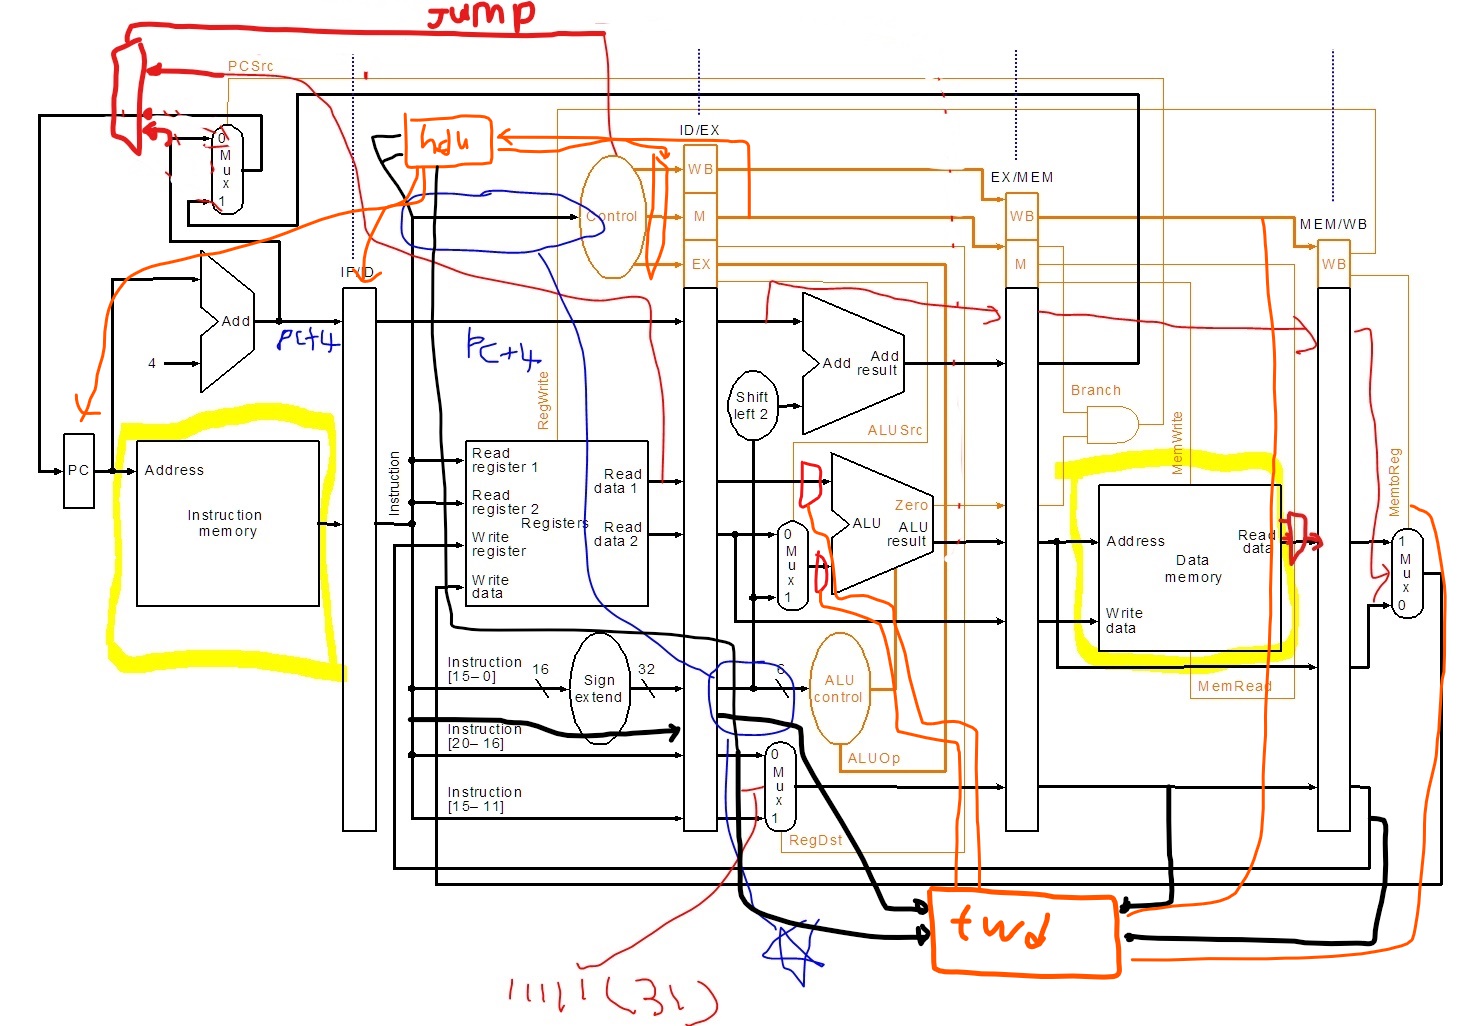 Jump
PCSrc
hdu
ID/EX
WB
EX/MEM
0
M
u
x
1
Control
M
WB
MEM/WB
EX
M
WB
IF/D
Add
PC+4
PC+4
4
Add
Add
result
Shift
left 2
Branch
RegWrite
ALUSrc
MemWrite
MemtoReg
PC
Address
Instruction
memory
Instruction
Read
register 1
Read
data 1
Read
register 2
Registers
Read
data 2
Write
register
Write
data
Zero
ALU
ALU
result
0
M
u
x
1
Address
Read
data
Data
memory
Write
data
1
M
u
x
0
Instruction
[15–0]
16
Sign
extend
32
6
ALU
control
MemRead
Instruction
[20–16]
ALUOp
0
M
u
x
1
Instruction
[15–11]
RegDst
fwd
11111 (31)